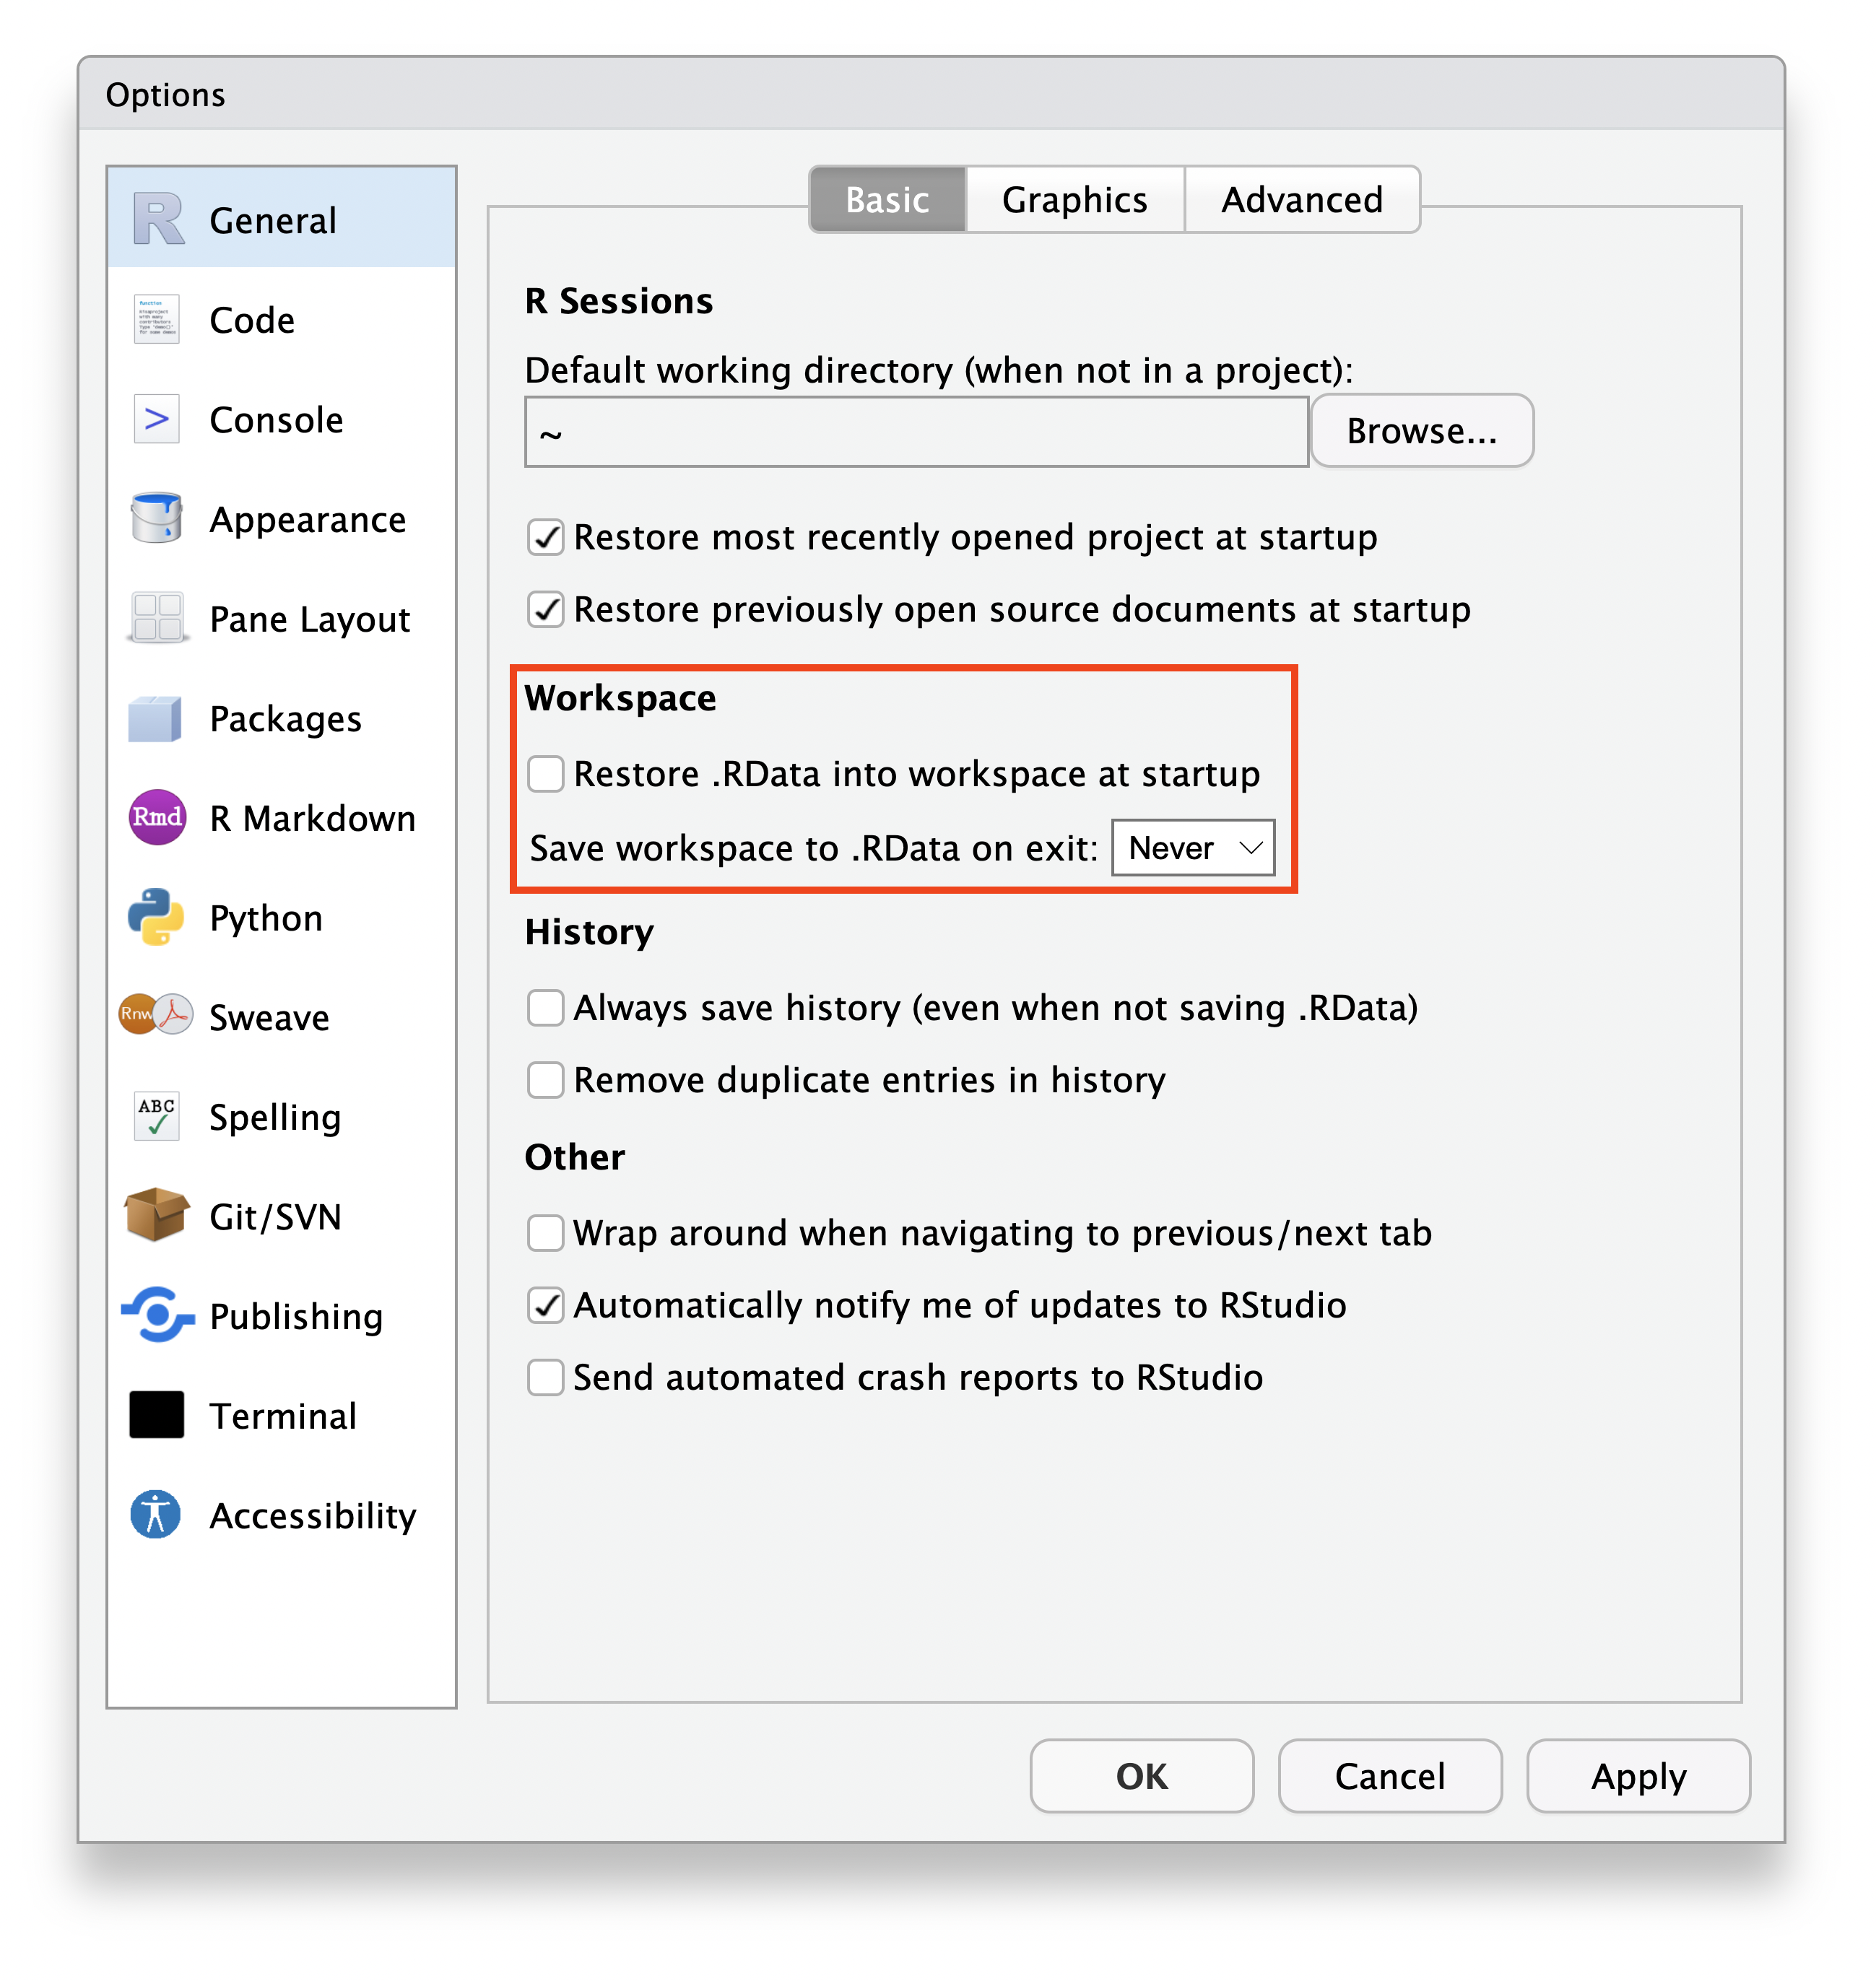 Options
General
Code
Console
Appearance
Pane Layout
Packages
Rmd R Markdown
Python
Rnw Sweave
ABC Spelling
Git/SVN
Publishing
Terminal
Accessibility
Basic Graphics Advanced
R Sessions
Default working directory (when not in a project):
~ Browse...
Restore most recently opened project at startup
Restore previously open source documents at startup
Workspace
Restore .RData into workspace at startup
Save workspace to .RData on exit: Never
History
Always save history (even when not saving .RData)
Remove duplicate entries in history
Other
Wrap around when navigating to previous/next tab
Automatically notify me of updates to RStudio
Send automated crash reports to RStudio
OK Cancel Apply